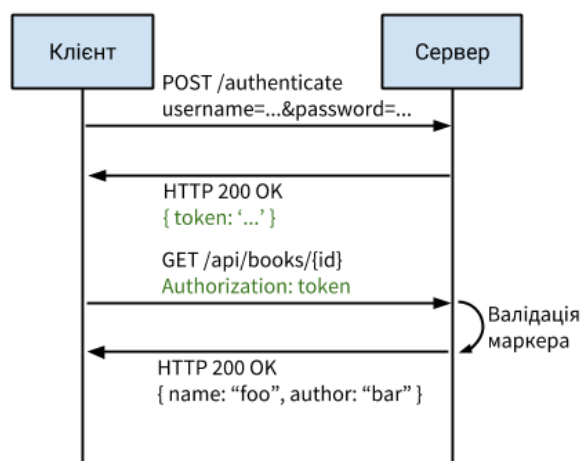 Клієнт
Сервер
POST /authenticate
username=...&password=...
HTTP 200 OK
{ token: ‘...’ }
GET /api/books/{id}
Authorization: token
Валідація
маркера
HTTP 200 OK
{ name: “foo”, author: “bar” }